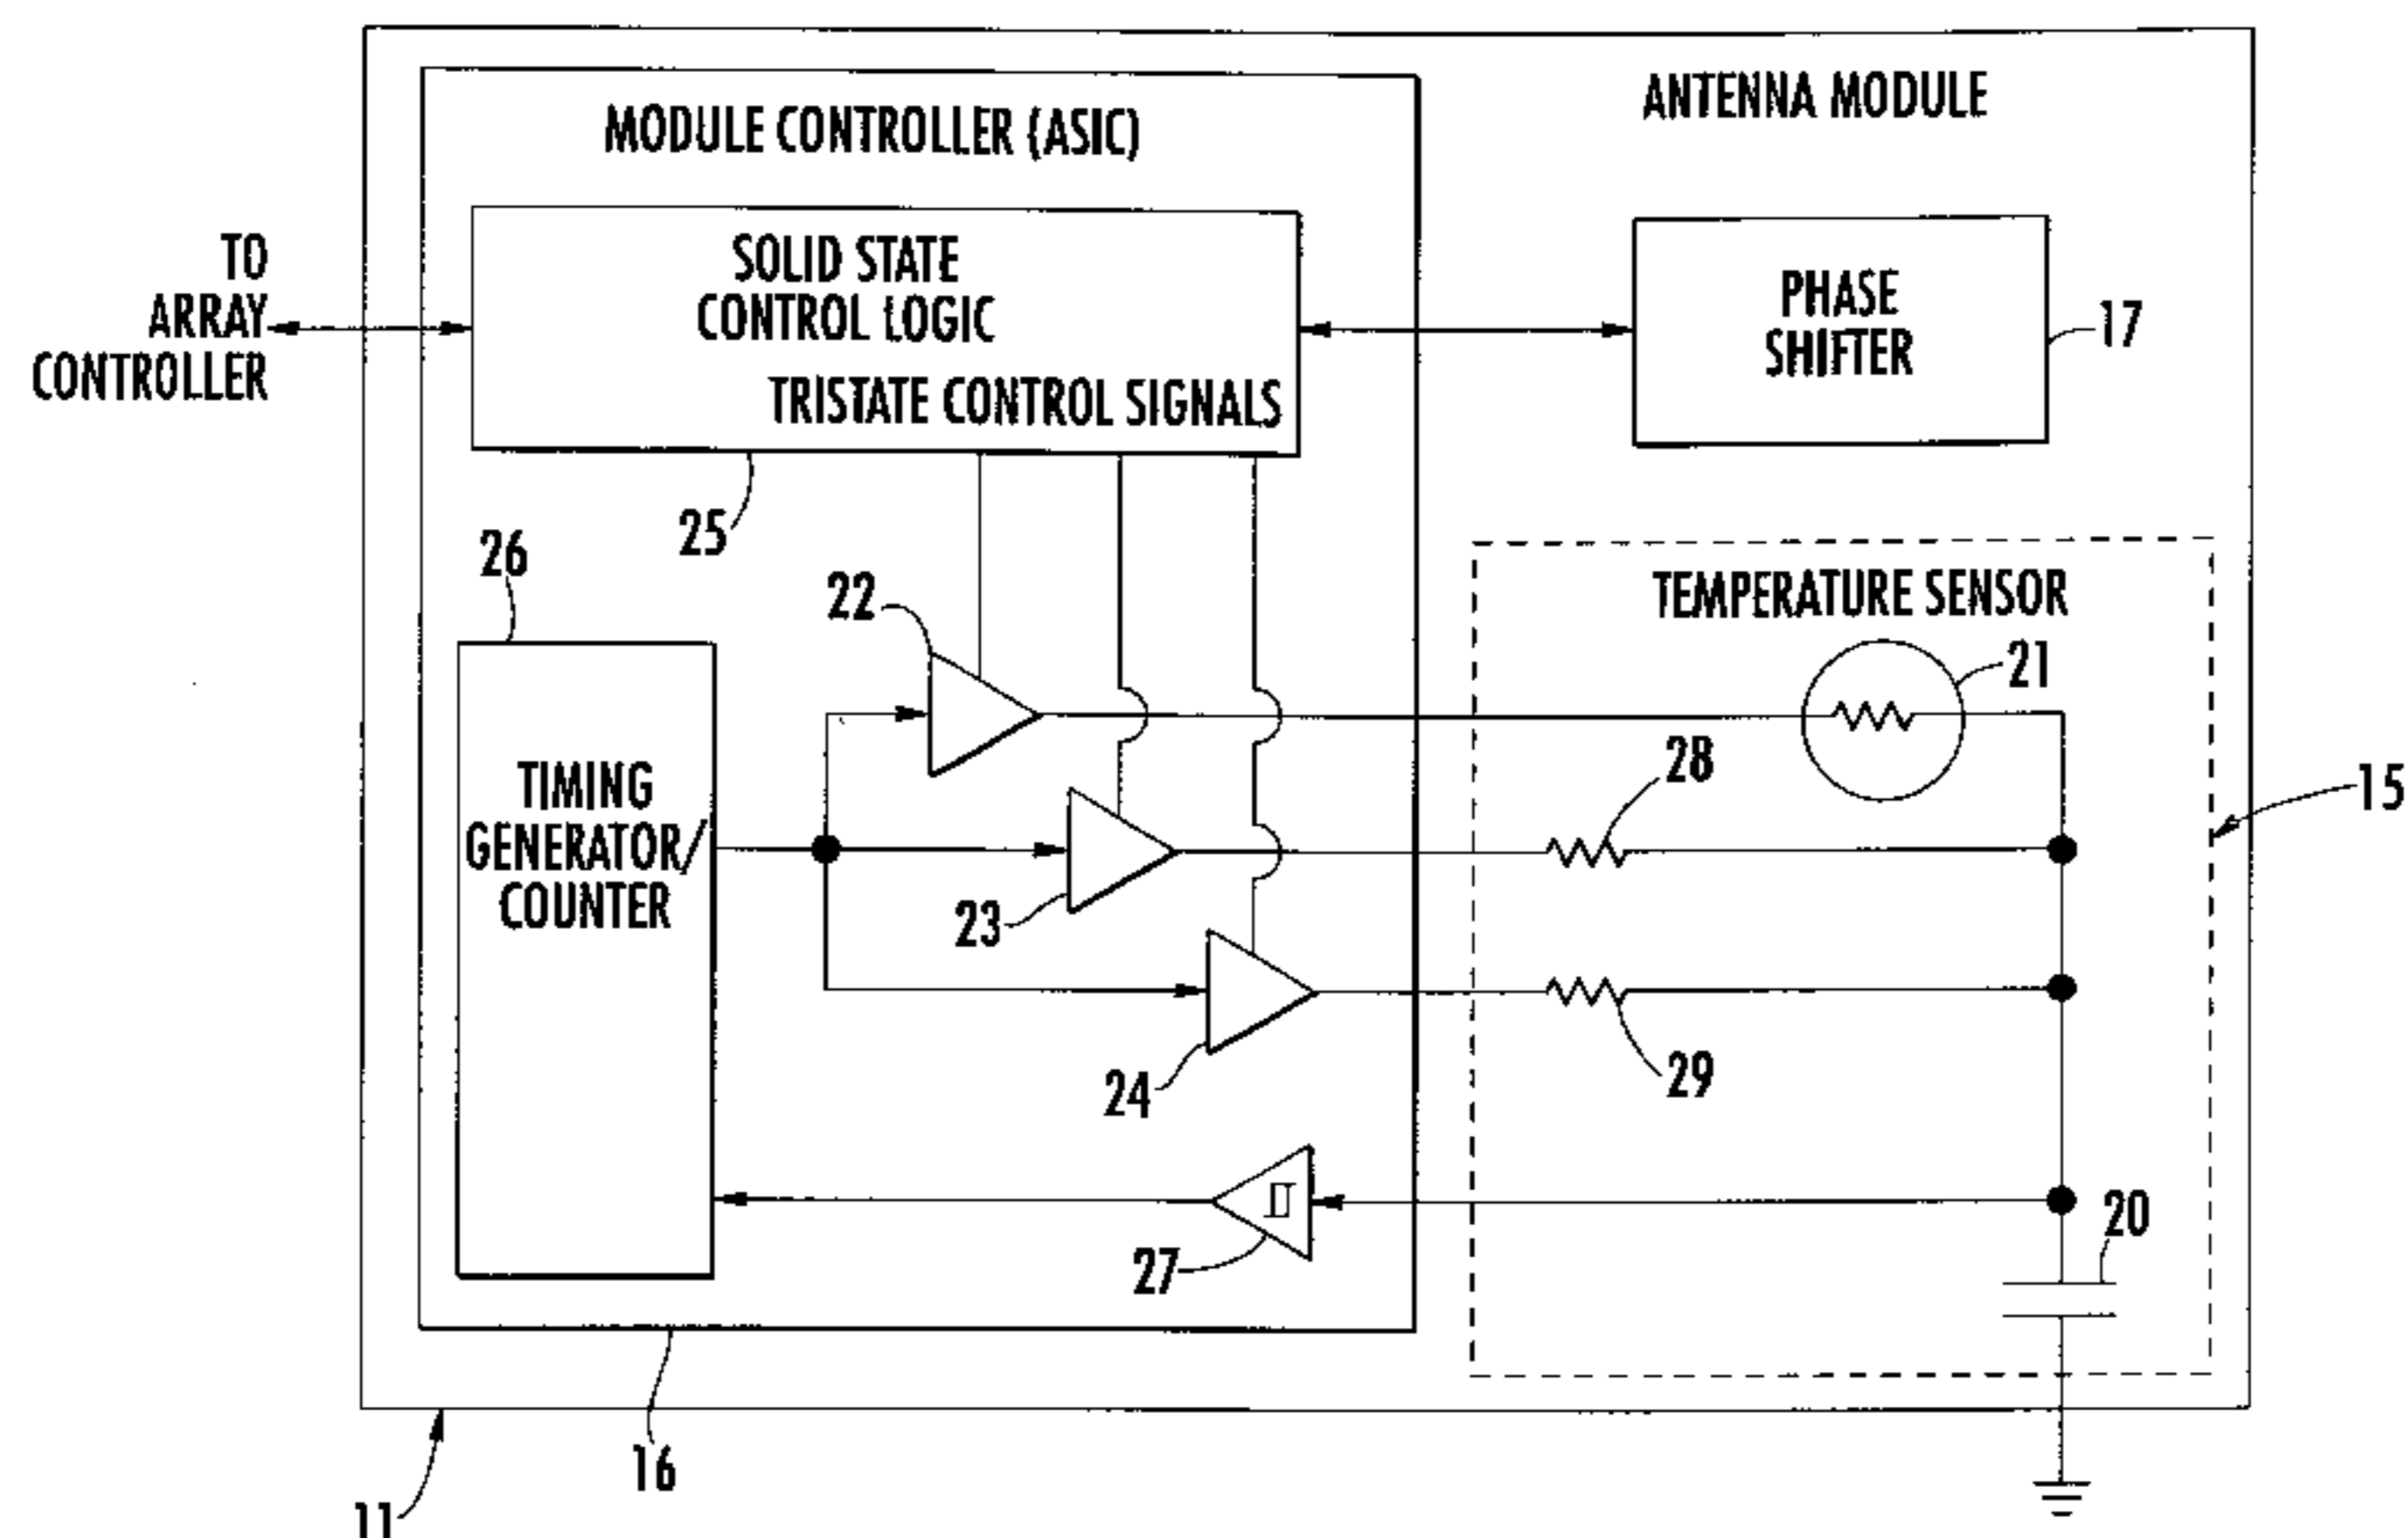 ANTENNA MODULE
MODULE CONTROLLER (ASIC)
TO
ARRAY
CONTROLLER
SOLID STATE
CONTROL LOGIC
TRISTATE CONTROL SIGNALS
PHASE
SHIFTER
17
25
26
22
TEMPERATURE SENSOR
21
28
15
TIMING
GENERATOR/
COUNTER
23
24
29
27
20
16
11